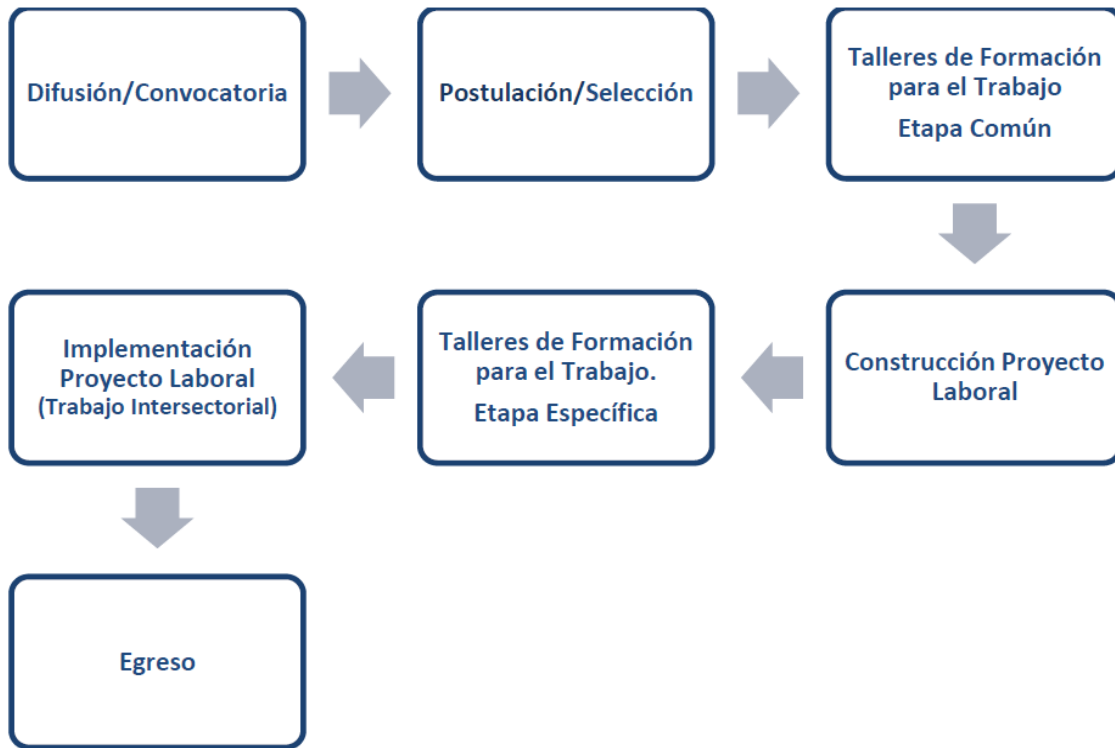 Difusión/Convocatoria
Postulación/Selección
Talleres de Formación
para el Trabajo
Etapa Común
Construcción Proyecto
Laboral
Talleres de Formación
para el Trabajo.
Etapa Específica
Implementación
Proyecto Laboral
(Trabajo Intersectorial)
Egreso